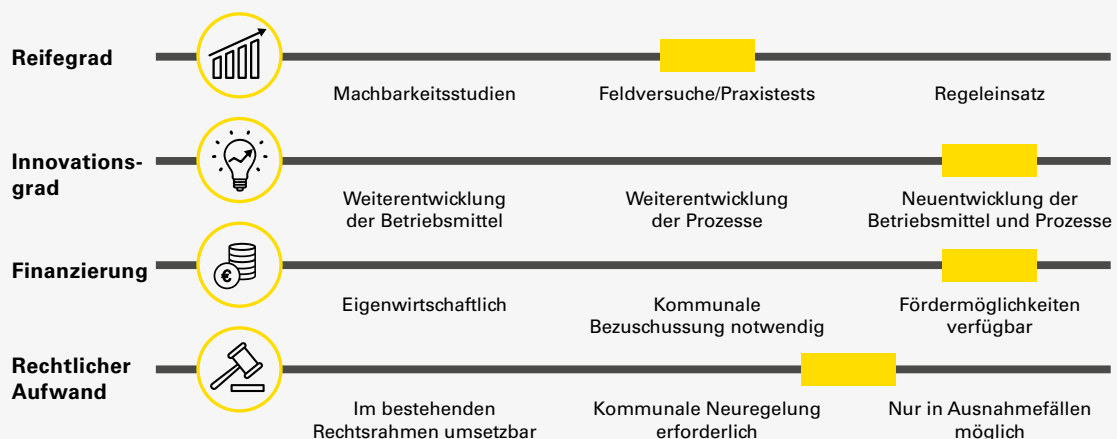 Reifegrad
Machbarkeitsstudien
Feldversuche/Praxistests
Regeleinsatz
Innovations-
grad
Weiterentwicklung
der Betriebsmittel
Weiterentwicklung
der Prozesse
Neuentwicklung der
Betriebsmittel und Prozesse
Finanzierung
€
Eigenwirtschaftlich
Kommunale
Bezuschussung notwendig
Fördermöglichkeiten
verfügbar
Rechtlicher
Aufwand
Im bestehenden
Rechtsrahmen umsetzbar
Kommunale Neuregelung
erforderlich
Nur in Ausnahmefällen
möglich